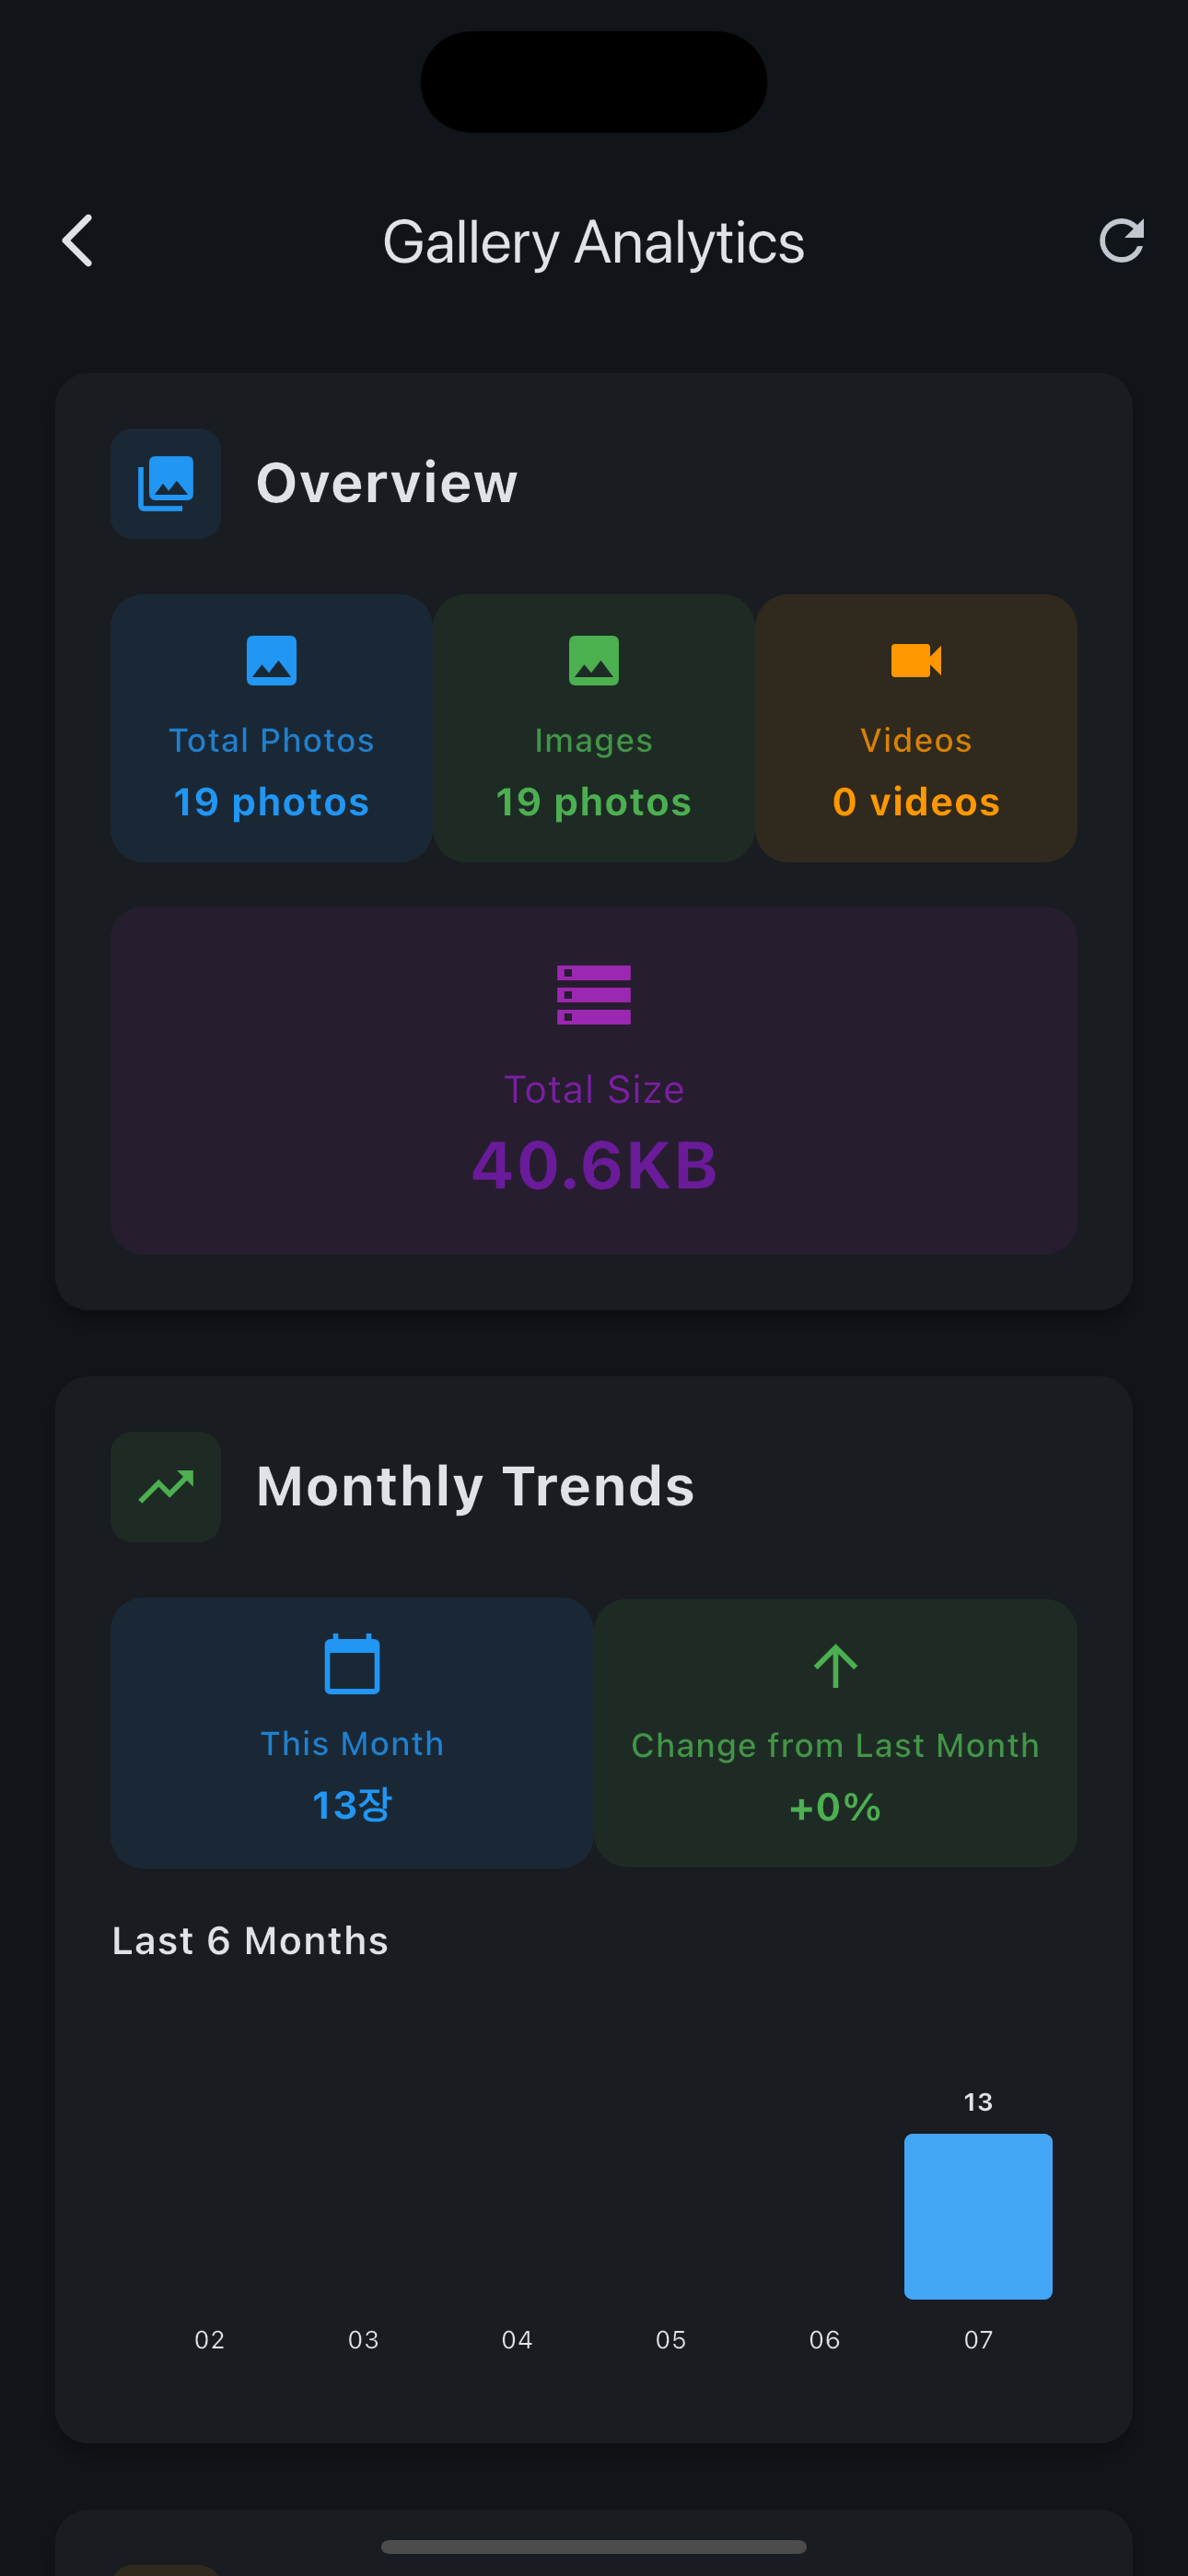 Gallery Analytics
Overview
Total Photos
19 photos
Images
19 photos
Videos
0 videos
Total Size
40.6KB
Monthly Trends
This Month
13장
Change from Last Month
+0%
Last 6 Months
13
02 03 04 05 06 07